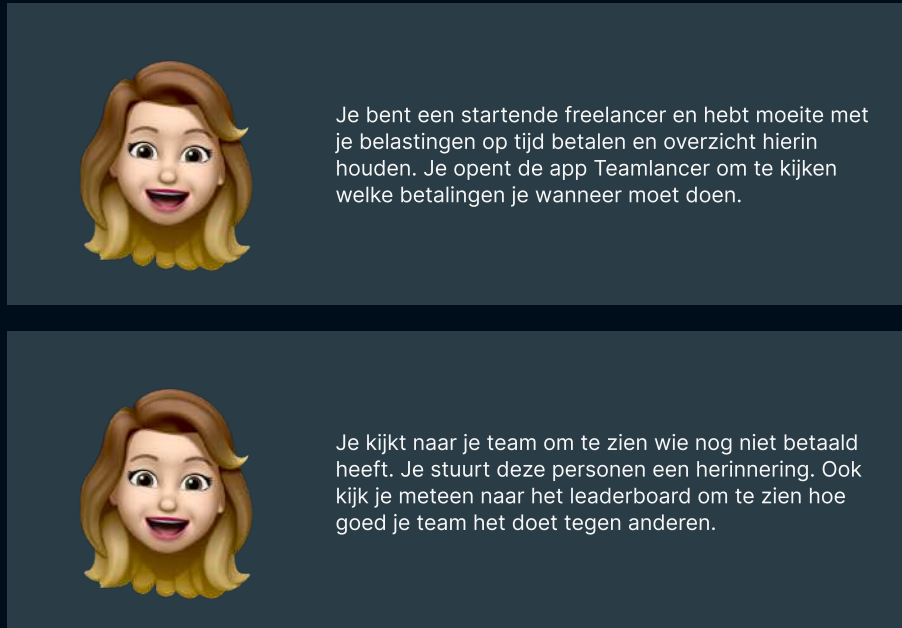 Je bent een startende freelancer en hebt moeite met
je belastingen op tijd betalen en overzicht hierin
houden. Je opent de app Teamlancer om te kijken
welke betalingen je wanneer moet doen.
Je kijkt naar je team om te zien wie nog niet betaald
heeft. Je stuurt deze personen een herinnering. Ook
kijk je meteen naar het leaderboard om te zien hoe
goed je team het doet tegen anderen.